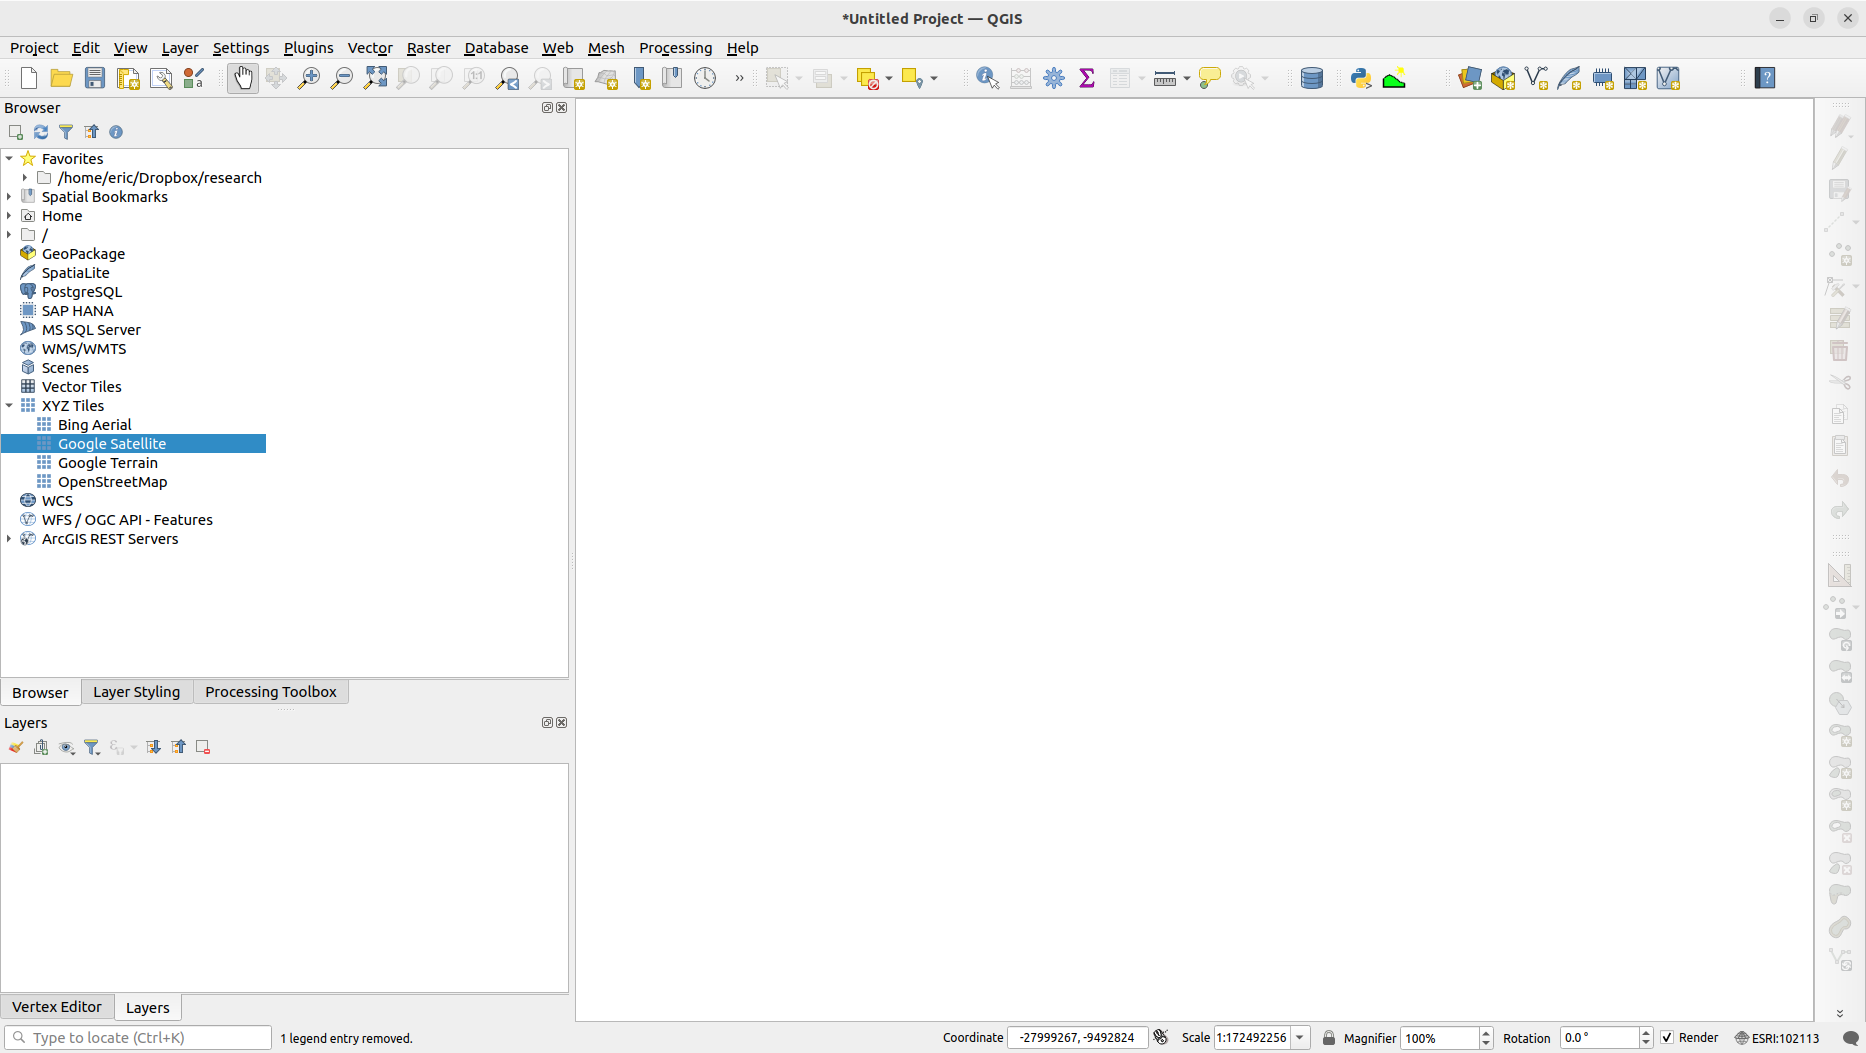 *Untitled Project — QGIS
Project Edit View Layer Settings Plugins Vector Raster Database Web Mesh Processing Help
Browser
Favorites
/home/eric/Dropbox/research
Spatial Bookmarks
Home
/
GeoPackage
SpatiaLite
PostgreSQL
SAP HANA
MS SQL Server
WMS/WMTS
Scenes
Vector Tiles
XYZ Tiles
Bing Aerial
Google Satellite
Google Terrain
OpenStreetMap
WCS
WFS / OGC API - Features
ArcGIS REST Servers
Browser Layer Styling Processing Toolbox
Layers
Vertex Editor Layers
Type to locate (Ctrl+K) 1 legend entry removed. Coordinate -27999267, -9492824 Scale 1:172492256 Magnifier 100% Rotation 0.0 ° Render ESRI:102113